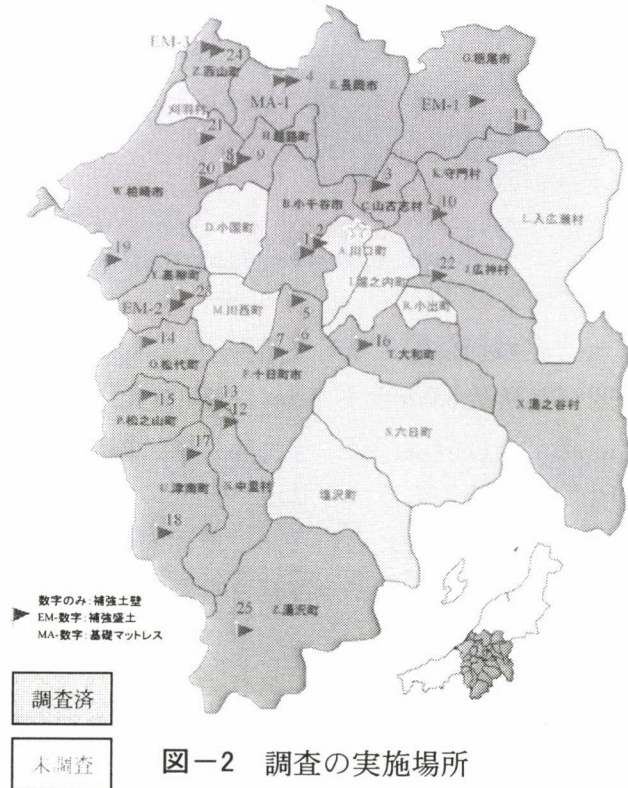 EM-3
24
Z.西山町
4
E.長岡市
G.栃尾市
MA-1
EM-1
刈羽村
11
21
H.越路町
8
9
3
K.守門村
W.柏崎市
20
B.小千谷市
C.山古志村
10
L.入広瀬村
D.小国町
2
1
A.川口町
19
J.広神村
22
Y.高柳町
I.堀之内町
EM-2
M.川西町
R.小出町
5
14
7
16
O.松代町
F.十日町市
T.大和町
15
13
X.湯之谷村
P.松之山町
12
S.六日町
17
U.津南町
N.中里村
塩沢町
18
数字のみ:補強土壁
EM-数字:補強盛土
MA-数字:基礎マットレス
25
Z.湯沢町
調査済
未調査
図－2 調査の実施場所